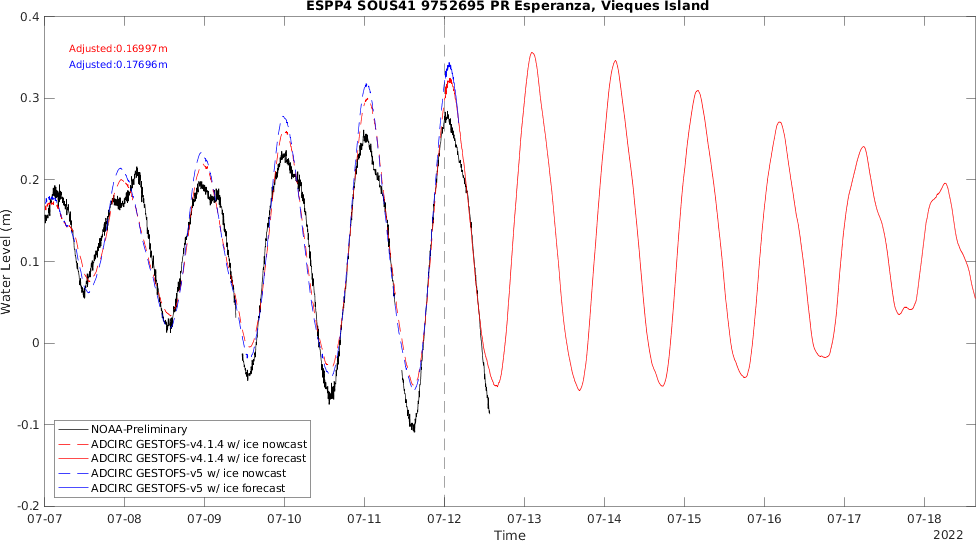 ESPP4 SOUS41 9752695 PR Esperanza, Vieques Island
0.4
Adjusted:0.16997m
Adjusted:0.17696m
0.3
0.2
Water Level (m)
0.1
0
-0.1
NOAA-Preliminary
ADCIRC GESTOFS-v4.1.4 w/ ice nowcast
ADCIRC GESTOFS-v4.1.4 w/ ice forecast
ADCIRC GESTOFS-v5 w/ ice nowcast
ADCIRC GESTOFS-v5 w/ ice forecast
-0.2
07-07 07-08 07-09 07-10 07-11 07-12 07-13 07-14 07-15 07-16 07-17 07-18
Time
2022